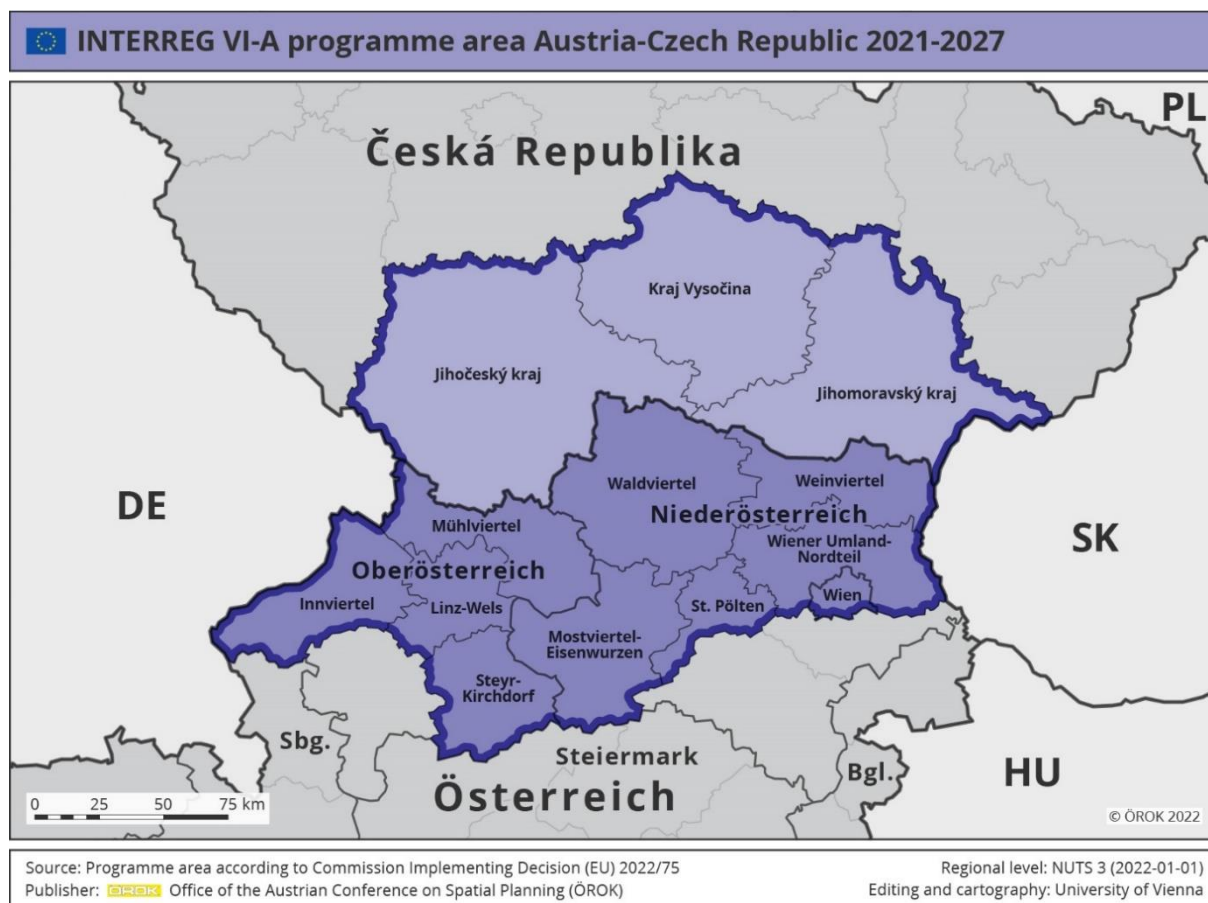 INTERREG VI-A programme area Austria-Czech Republic 2021-2027
PL
Česká Republika
Kraj Vysočina
Jihočeský kraj
Jihomoravský kraj
DE
Waldviertel
Weinviertel
Niederösterreich
Mühlviertel
SK
Wiener Umland-
Nordteil
Oberösterreich
Innviertel
Linz-Wels
St. Pölten
Wien
Mostviertel-
Eisenwurzen
Steyr-
Kirchdorf
Sbg.
Steiermark
Bgl.
HU
Österreich
0 25 50 75 km
© ÖROK 2022
Source: Programme area according to Commission Implementing Decision (EU) 2022/75
Publisher: ÖROK Office of the Austrian Conference on Spatial Planning (ÖROK)
Regional level: NUTS 3 (2022-01-01)
Editing and cartography: University of Vienna